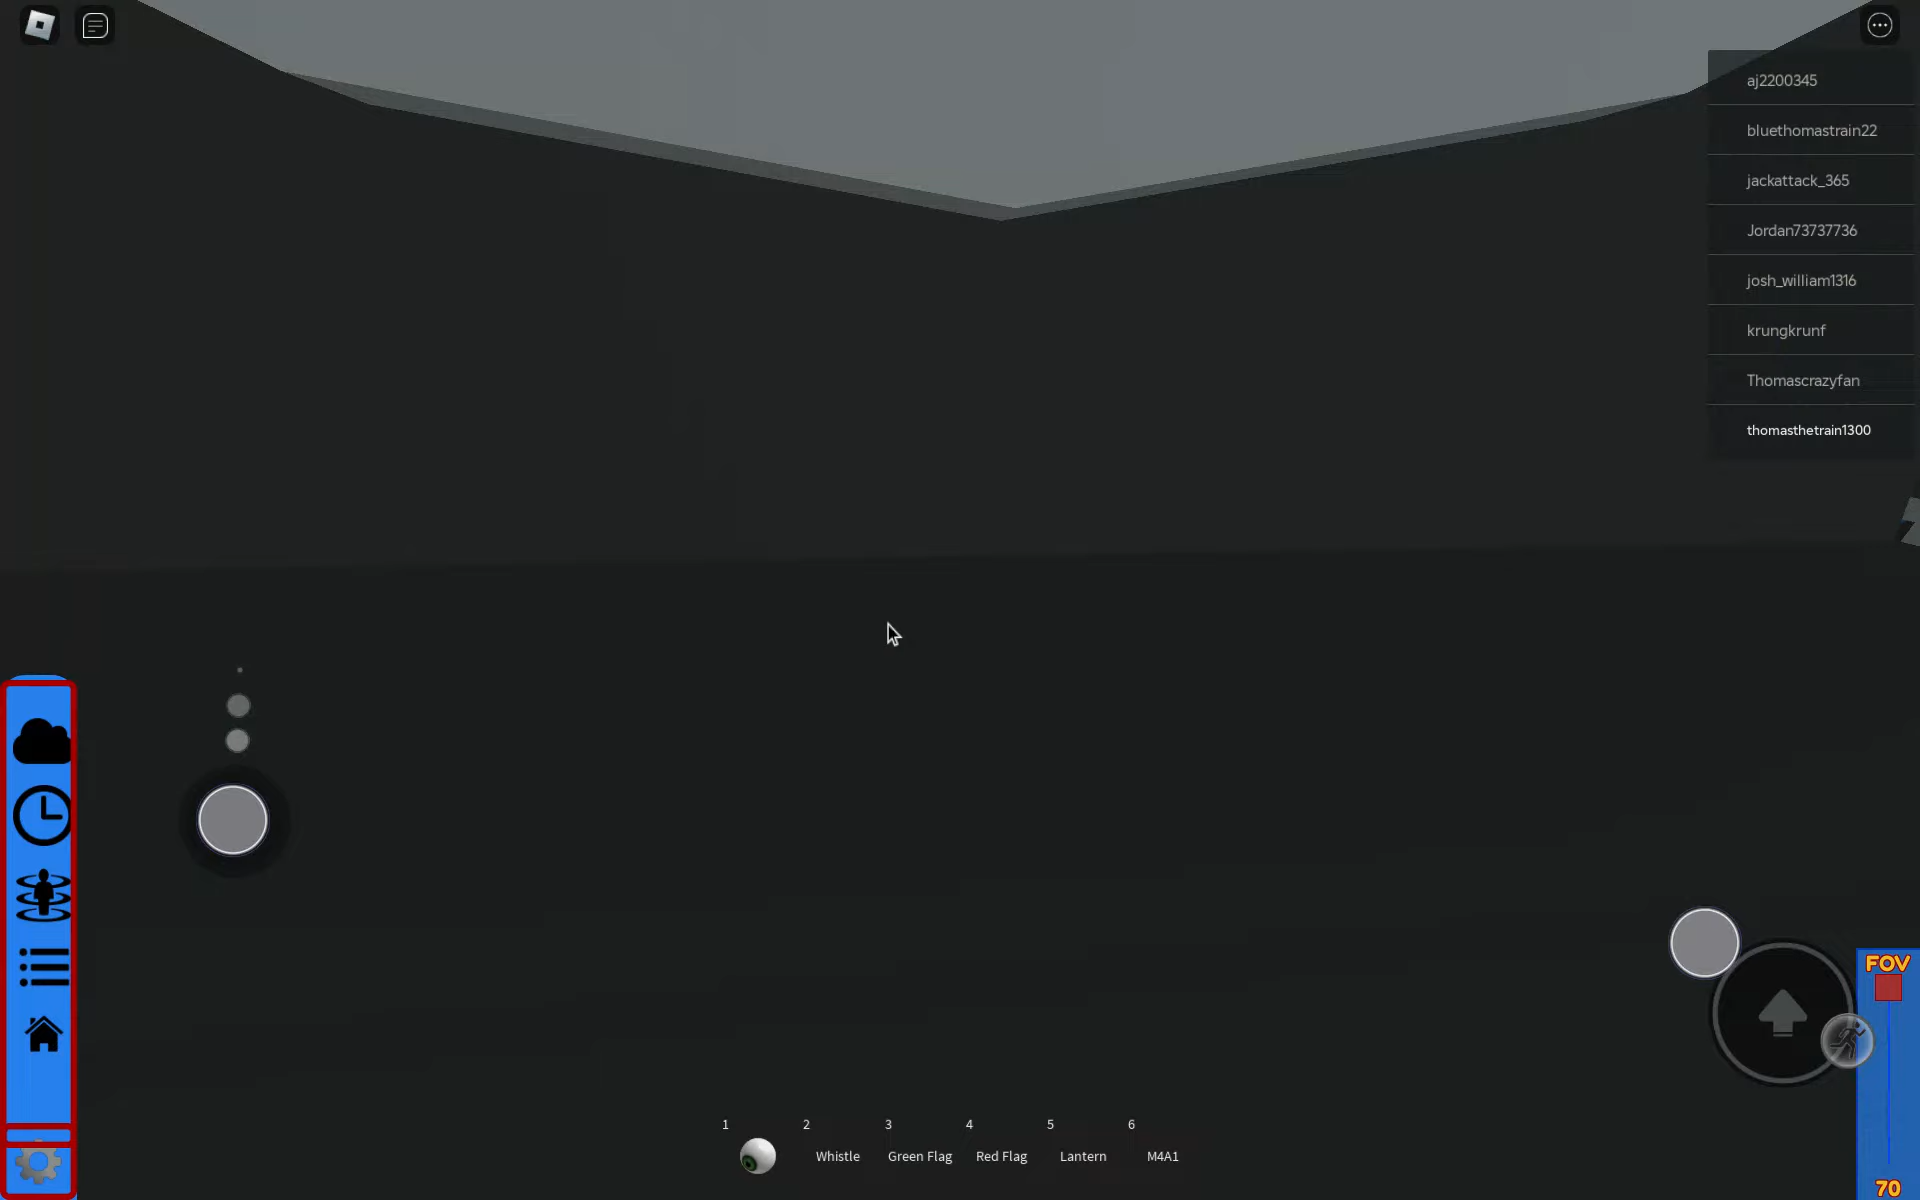 aj2200345
bluethomastrain22
jackattack_365
Jordan73737736
josh_william1316
krungkrunf
Thomascrazyfan
thomasthetrain1300
FOV
70
1 2 3 4 5 6
Whistle Green Flag Red Flag Lantern M4A1